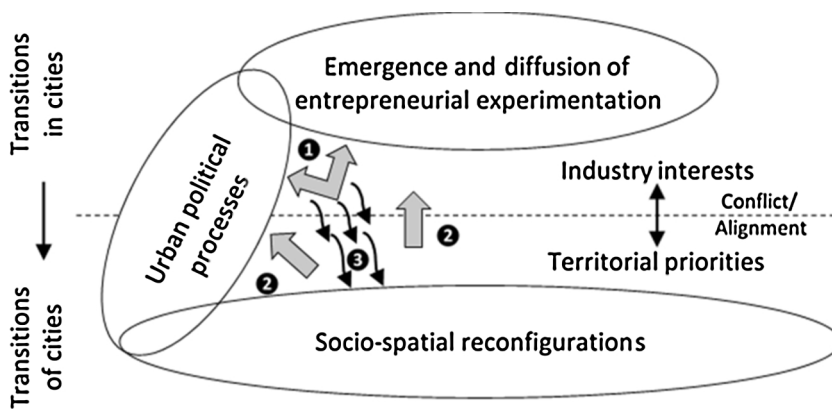 Transitions
in cities
Transitions
of cities
Urban political
processes
Emergence and diffusion of
entrepreneurial experimentation
1
2
3
2
Industry interests
Conflict/
Alignment
Territorial priorities
Socio-spatial reconfigurations